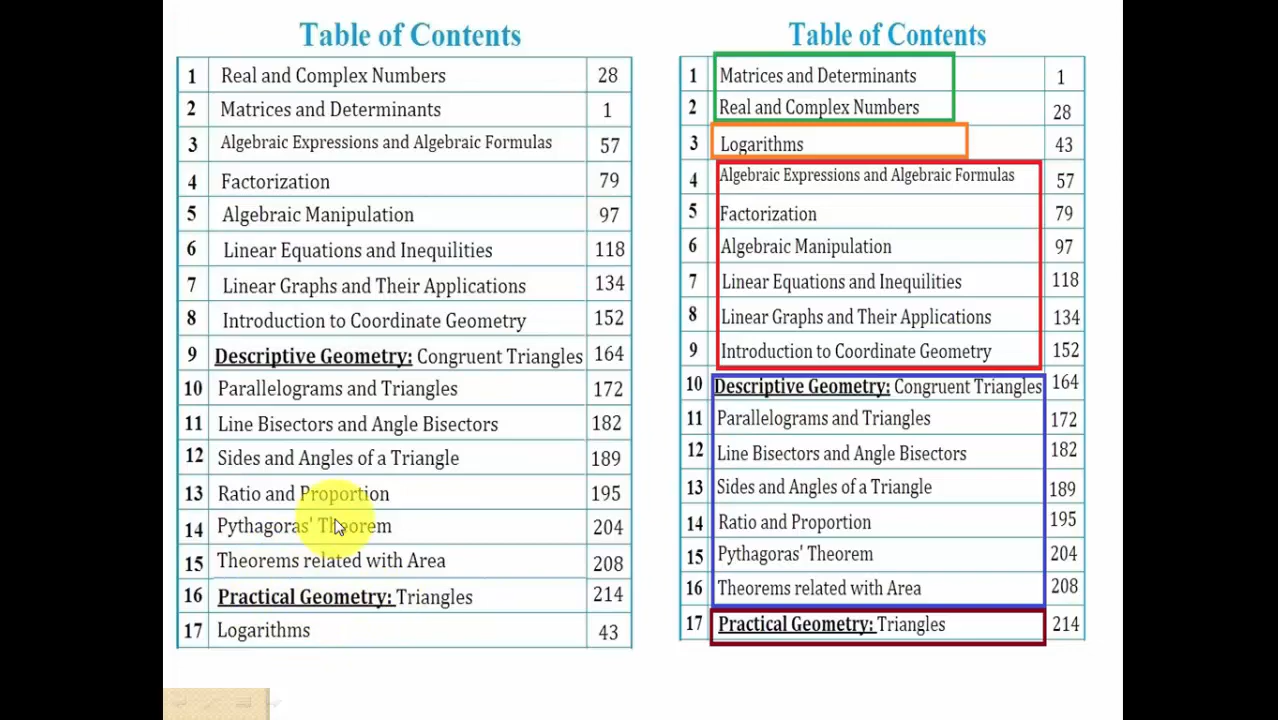 Table of Contents
1 Real and Complex Numbers 28
2 Matrices and Determinants 1
3 Algebraic Expressions and Algebraic Formulas 57
4 Factorization 79
5 Algebraic Manipulation 97
6 Linear Equations and Inequilities 118
7 Linear Graphs and Their Applications 134
8 Introduction to Coordinate Geometry 152
9 Descriptive Geometry: Congruent Triangles 164
10 Parallelograms and Triangles 172
11 Line Bisectors and Angle Bisectors 182
12 Sides and Angles of a Triangle 189
13 Ratio and Proportion 195
14 Pythagoras' Theorem 204
15 Theorems related with Area 208
16 Practical Geometry: Triangles 214
17 Logarithms 43
Table of Contents
1 Matrices and Determinants 1
2 Real and Complex Numbers 28
3 Logarithms 43
4 Algebraic Expressions and Algebraic Formulas 57
5 Factorization 79
6 Algebraic Manipulation 97
7 Linear Equations and Inequilities 118
8 Linear Graphs and Their Applications 134
9 Introduction to Coordinate Geometry 152
10 Descriptive Geometry: Congruent Triangles 164
11 Parallelograms and Triangles 172
12 Line Bisectors and Angle Bisectors 182
13 Sides and Angles of a Triangle 189
14 Ratio and Proportion 195
15 Pythagoras' Theorem 204
16 Theorems related with Area 208
17 Practical Geometry: Triangles 214